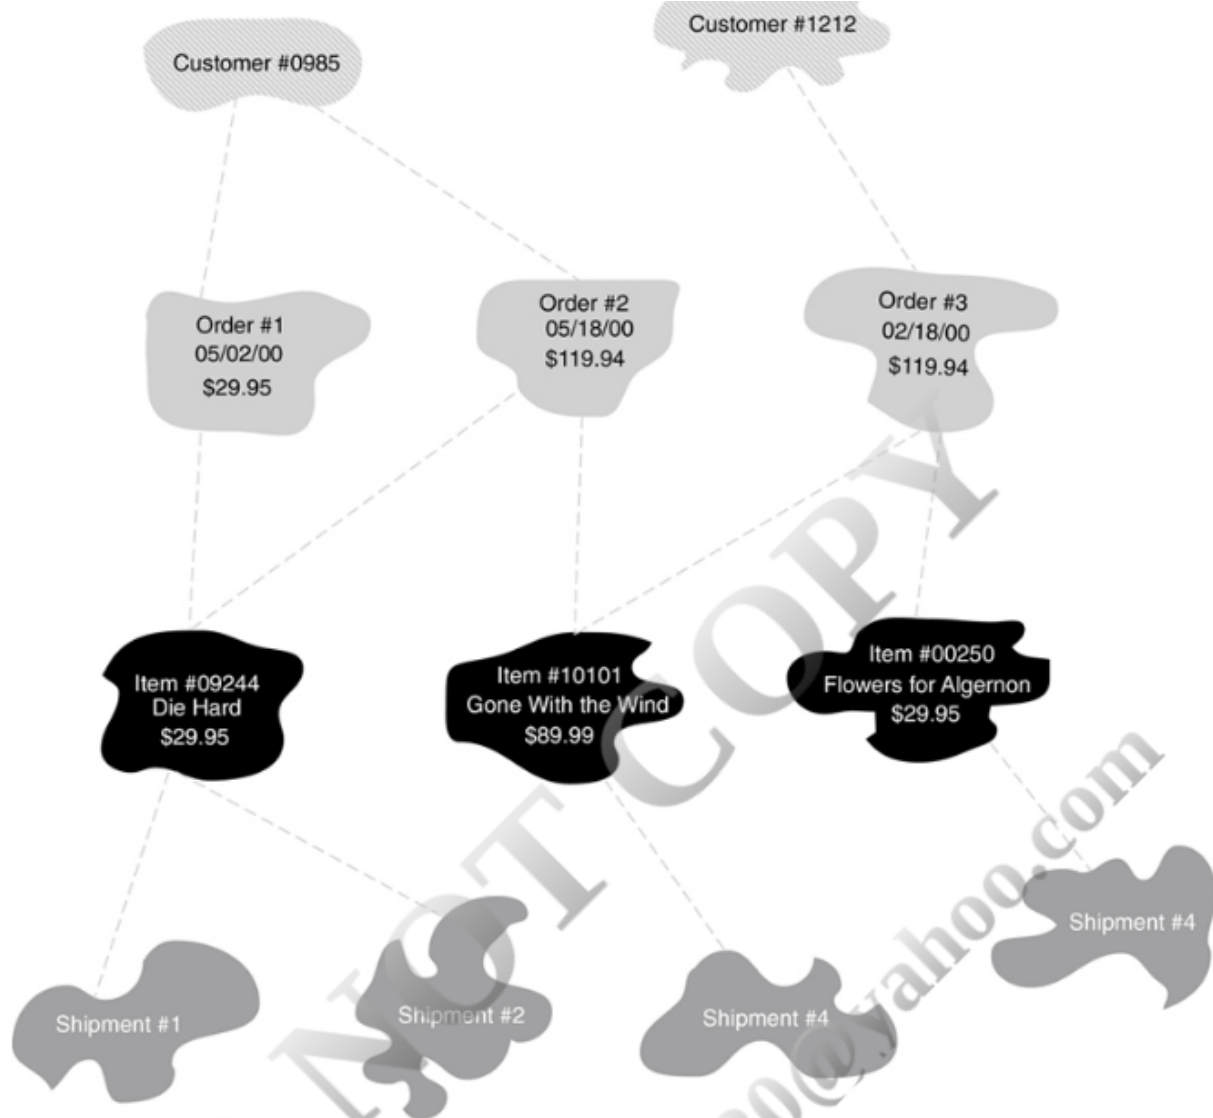 Customer #0985
Customer #1212
Order #1
05/02/00
$29.95
Order #2
05/18/00
$119.94
Order #3
02/18/00
$119.94
Item #09244
Die Hard
$29.95
Item #10101
Gone With the Wind
$89.99
Item #00250
Flowers for Algernon
$29.95
Shipment #1
Shipment #2
Shipment #4
Shipment #4
NOT COPY
@yahoo.com